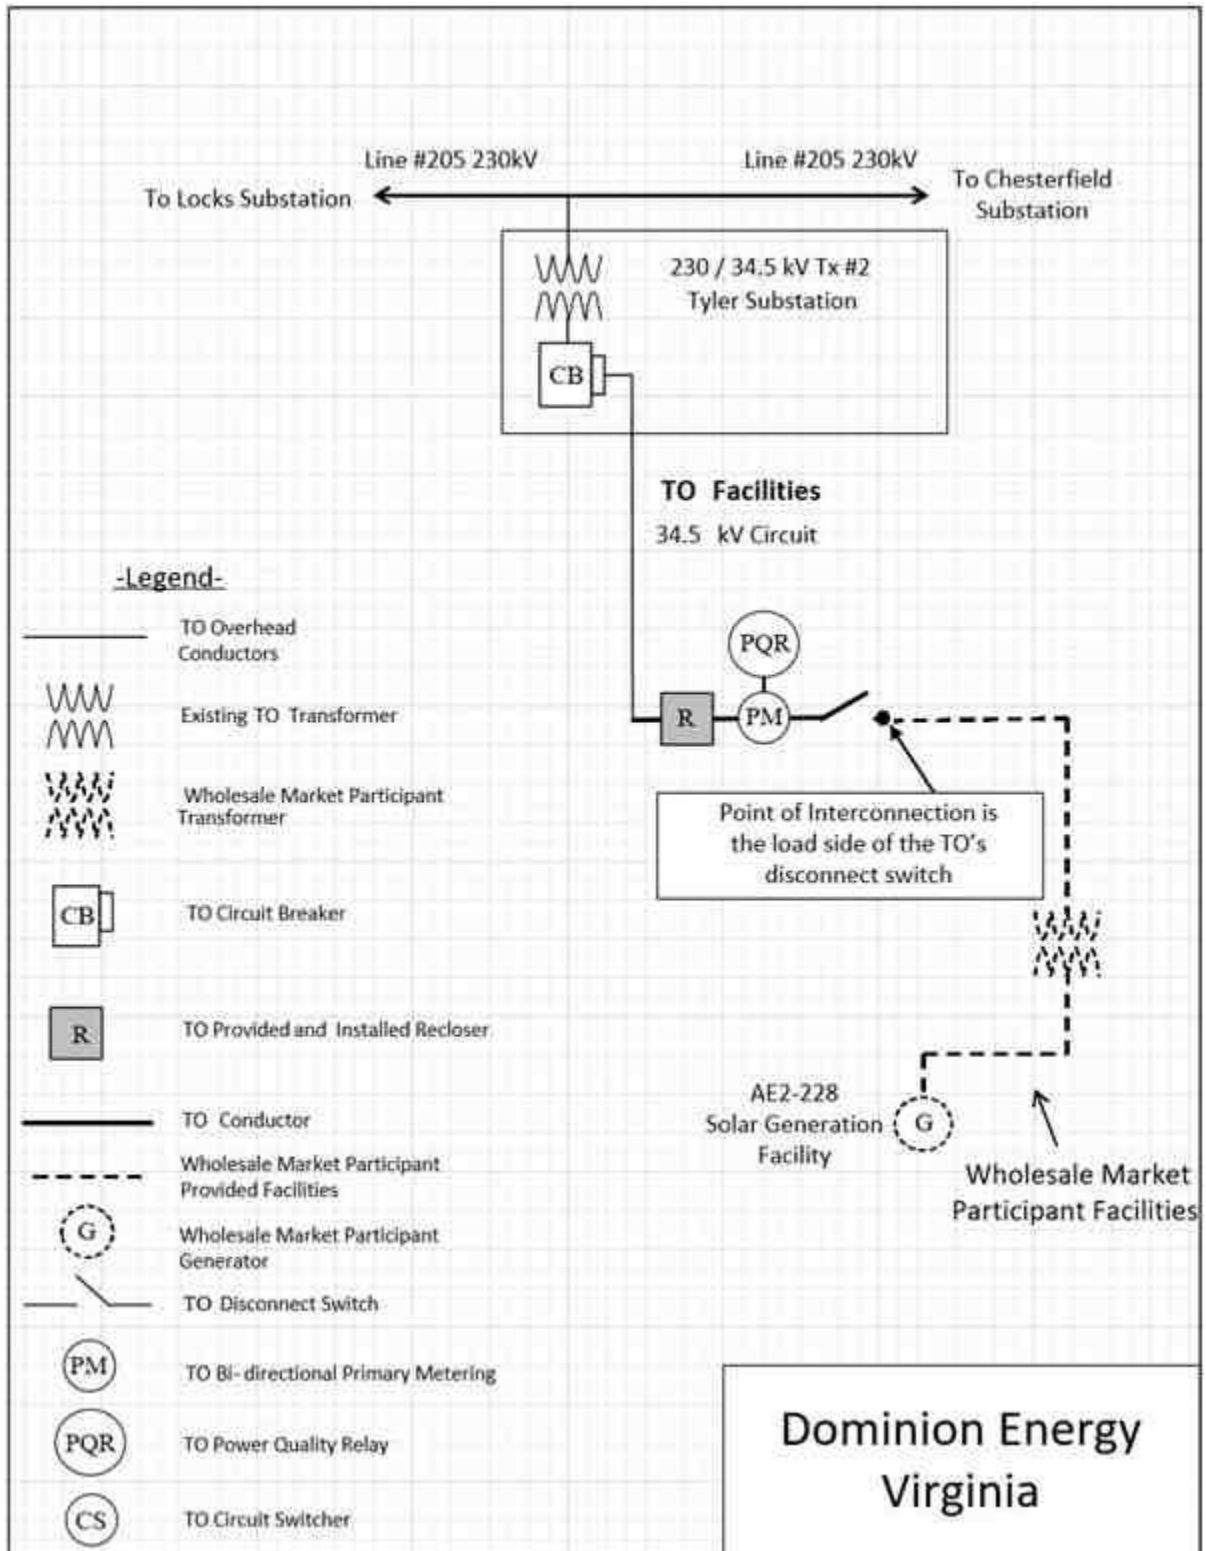 Line #205 230kV
Line #205 230kV
To Locks Substation
To Chesterfield
Substation
230 / 34.5 kV Tx #2
Tyler Substation
CB
TO Facilities
34.5 kV Circuit
-Legend-
TO Overhead
Conductors
Existing TO Transformer
Wholesale Market Participant
Transformer
CB
TO Circuit Breaker
R
TO Provided and Installed Recloser
TO Conductor
Wholesale Market Participant
Provided Facilities
G
Wholesale Market Participant
Generator
TO Disconnect Switch
PM
TO Bi-directional Primary Metering
PQR
TO Power Quality Relay
CS
TO Circuit Switcher
PQR
R
PM
Point of Interconnection is
the load side of the TO's
disconnect switch
AE2-228
Solar Generation
Facility
G
Wholesale Market
Participant Facilities
Dominion Energy
Virginia